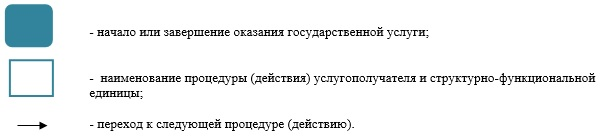 - начало или завершение оказания государственной услуги;
- наименование процедуры (действия) услугополучателя и структурно-функциональной
единицы;
- переход к следующей процедуре (действию).